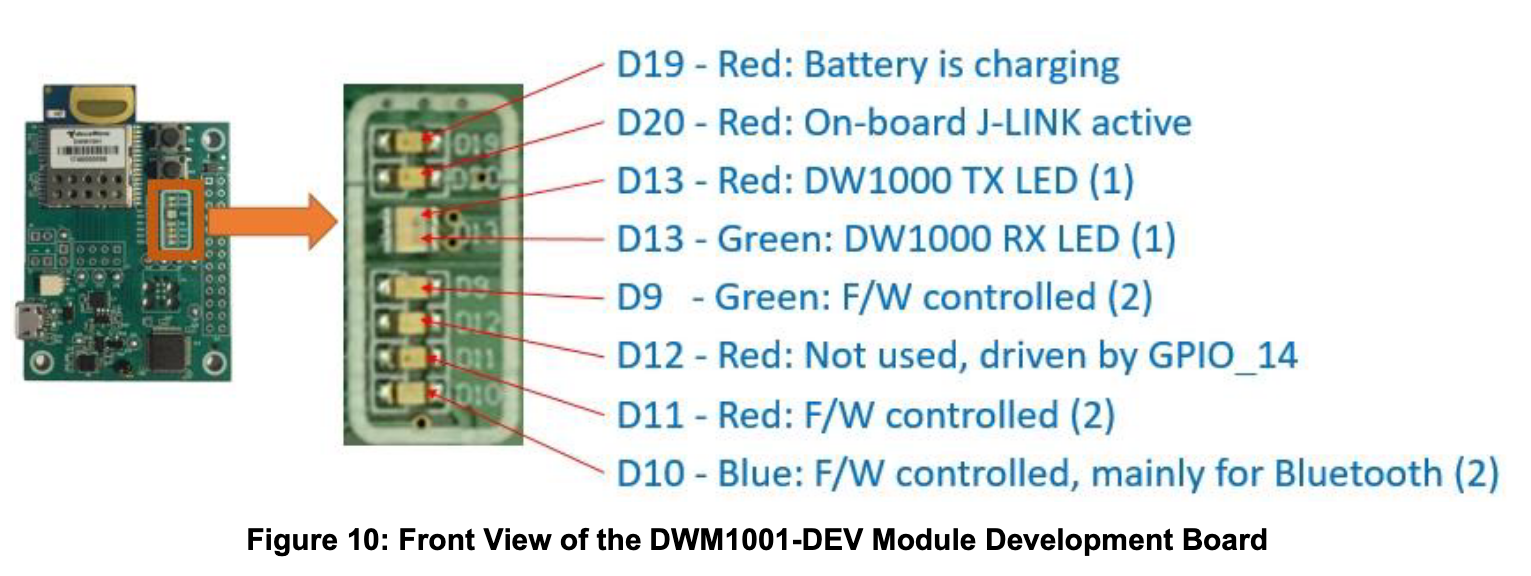 D19 - Red: Battery is charging
D20 - Red: On-board J-LINK active
D13 - Red: DW1000 TX LED (1)
D13 - Green: DW1000 RX LED (1)
D9 - Green: F/W controlled (2)
D12 - Red: Not used, driven by GPIO_14
D11 - Red: F/W controlled (2)
D10 - Blue: F/W controlled, mainly for Bluetooth (2)
D19
D20
D13
D9
D12
D11
D10
decaWave
DWM1001
Figure 10: Front View of the DWM1001-DEV Module Development Board